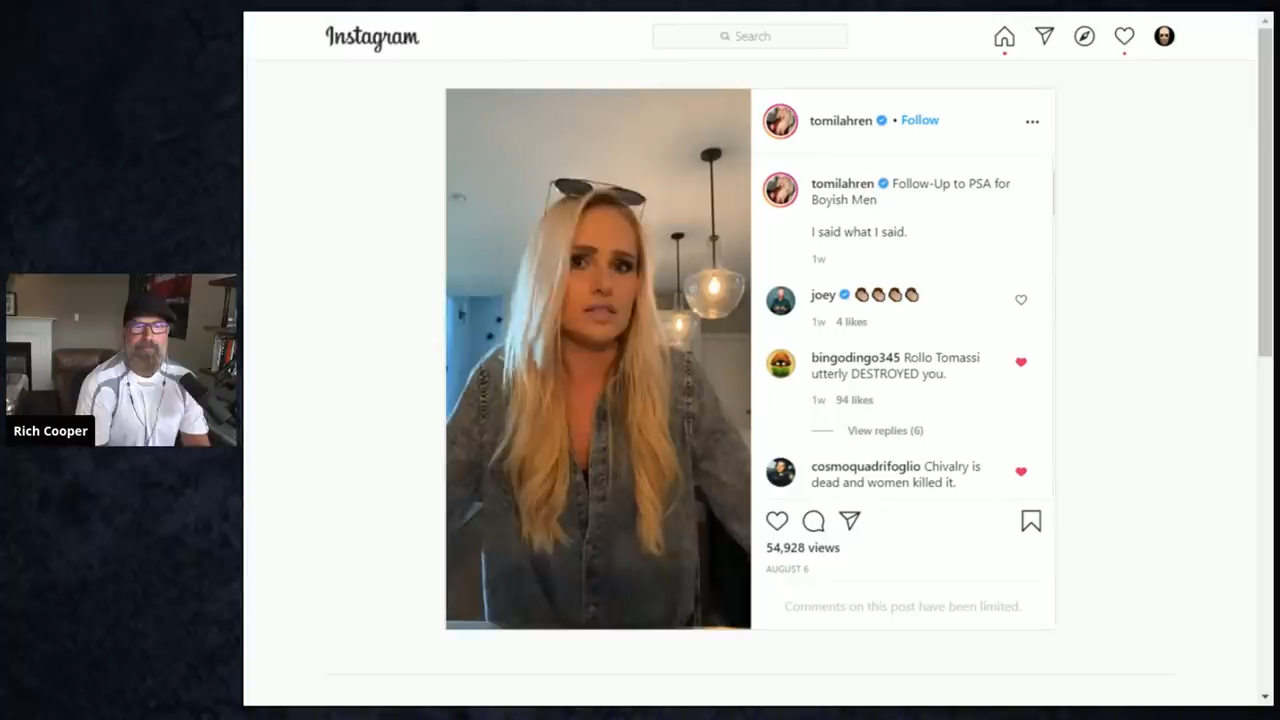 Instagram
Search
tomilahren • Follow
tomilahren Follow-Up to PSA for
Boyish Men
I said what I said.
1w
joey
1w 4 likes
bingodingo345 Rollo Tomassi
utterly DESTROYED you.
1w 94 likes
View replies (6)
cosmoquadrifoglio Chivalry is
dead and women killed it.
54,928 views
AUGUST 6
Comments on this post have been limited.
Rich Cooper